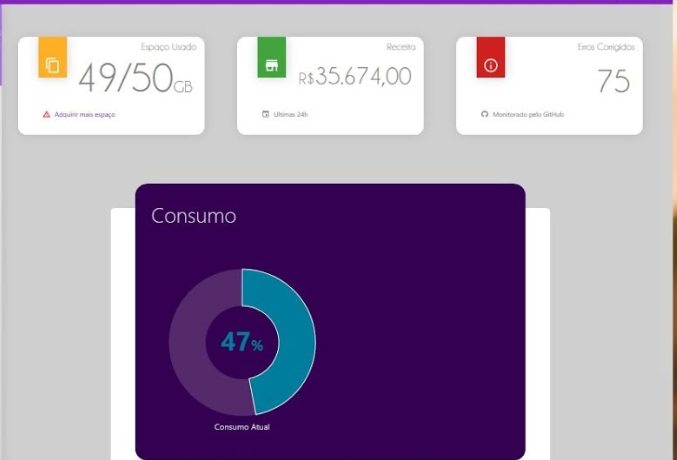 Espaço Usado
49/50GB
Adquirir mais espaço
Receita
R$35.674,00
Ultimas 24h
Erros Corrigidos
75
Monitorado pelo GitHub
Consumo
47%
Consumo Atual